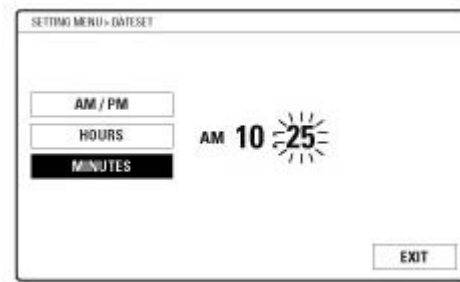 SETTING MENU> DATESET
AM / PM
HOURS
AM 10 :25
MINUTES
EXIT